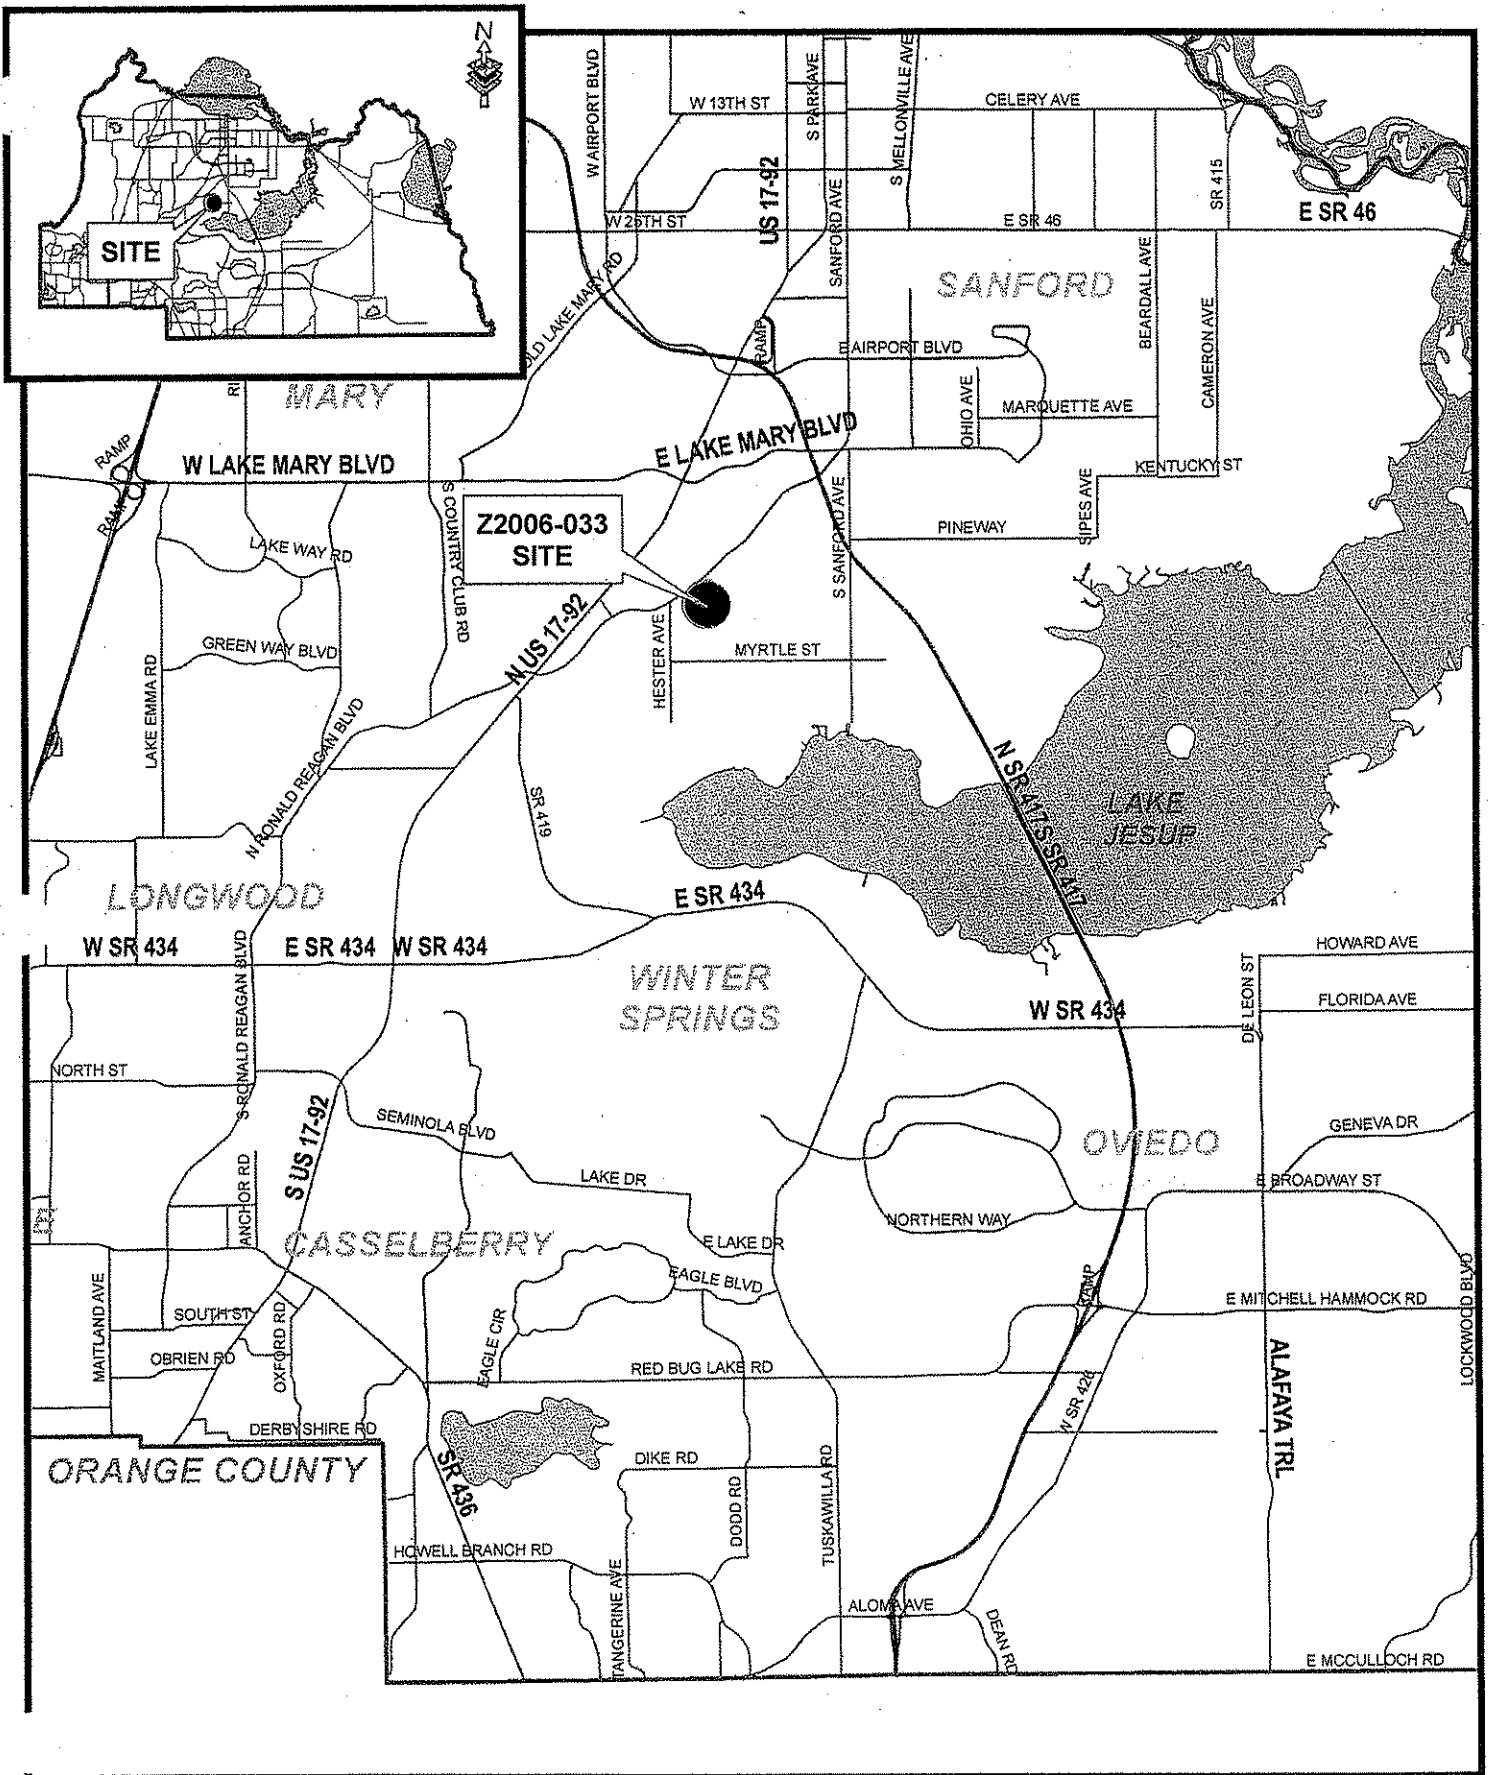 N
SITE
W AIRPORT BLVD
W 13TH ST
S PARK AVE
S MELLONVILLE AVE
CELERY AVE
US 17-92
SANFORD AVE
W 25TH ST
E SR 46
SR 415
E SR 46
SANFORD
OLD LAKE MARY RD
RAMP
E AIRPORT BLVD
BEARDALL AVE
CAMERON AVE
OHIO AVE
MARQUETTE AVE
MARY
RAMP
RAMP
W LAKE MARY BLVD
E LAKE MARY BLVD
KENTUCKY ST
SIPES AVE
PINEWAY
S SANFORD AVE
S COUNTRY CLUB RD
Z2006-033
SITE
LAKE WAY RD
GREEN WAY BLVD
LAKE EMMA RD
N US 17-92
HESTER AVE
MYRTLE ST
N RONALD REAGAN BLVD
SR 419
N SR 417
S SR 417
LAKE
JESUP
LONGWOOD
E SR 434
W SR 434
E SR 434
W SR 434
WINTER
SPRINGS
W SR 434
HOWARD AVE
FLORIDA AVE
DE LEON ST
S RONALD REAGAN BLVD
NORTH ST
S US 17-92
SEMINOLA BLVD
LAKE DR
OVIEDO
GENEVA DR
E BROADWAY ST
ANCHOR RD
NORTHERN WAY
E
CASSELBERRY
E LAKE DR
EAGLE BLVD
RAMP
E MITCHELL HAMMOCK RD
LOCKWOOD BLVD
MAITLAND AVE
SOUTH ST
OXFORD RD
OBRIEN RD
EAGLE CIR
RED BUG LAKE RD
W SR 426
ALAFAYA TRL
DERBYSHIRE RD
ORANGE COUNTY
SR 436
DIKE RD
DODD RD
TUSKAWILLA RD
HOWELL BRANCH RD
TANGERINE AVE
ALOMA AVE
DEAN RD
E MCCULLOCH RD